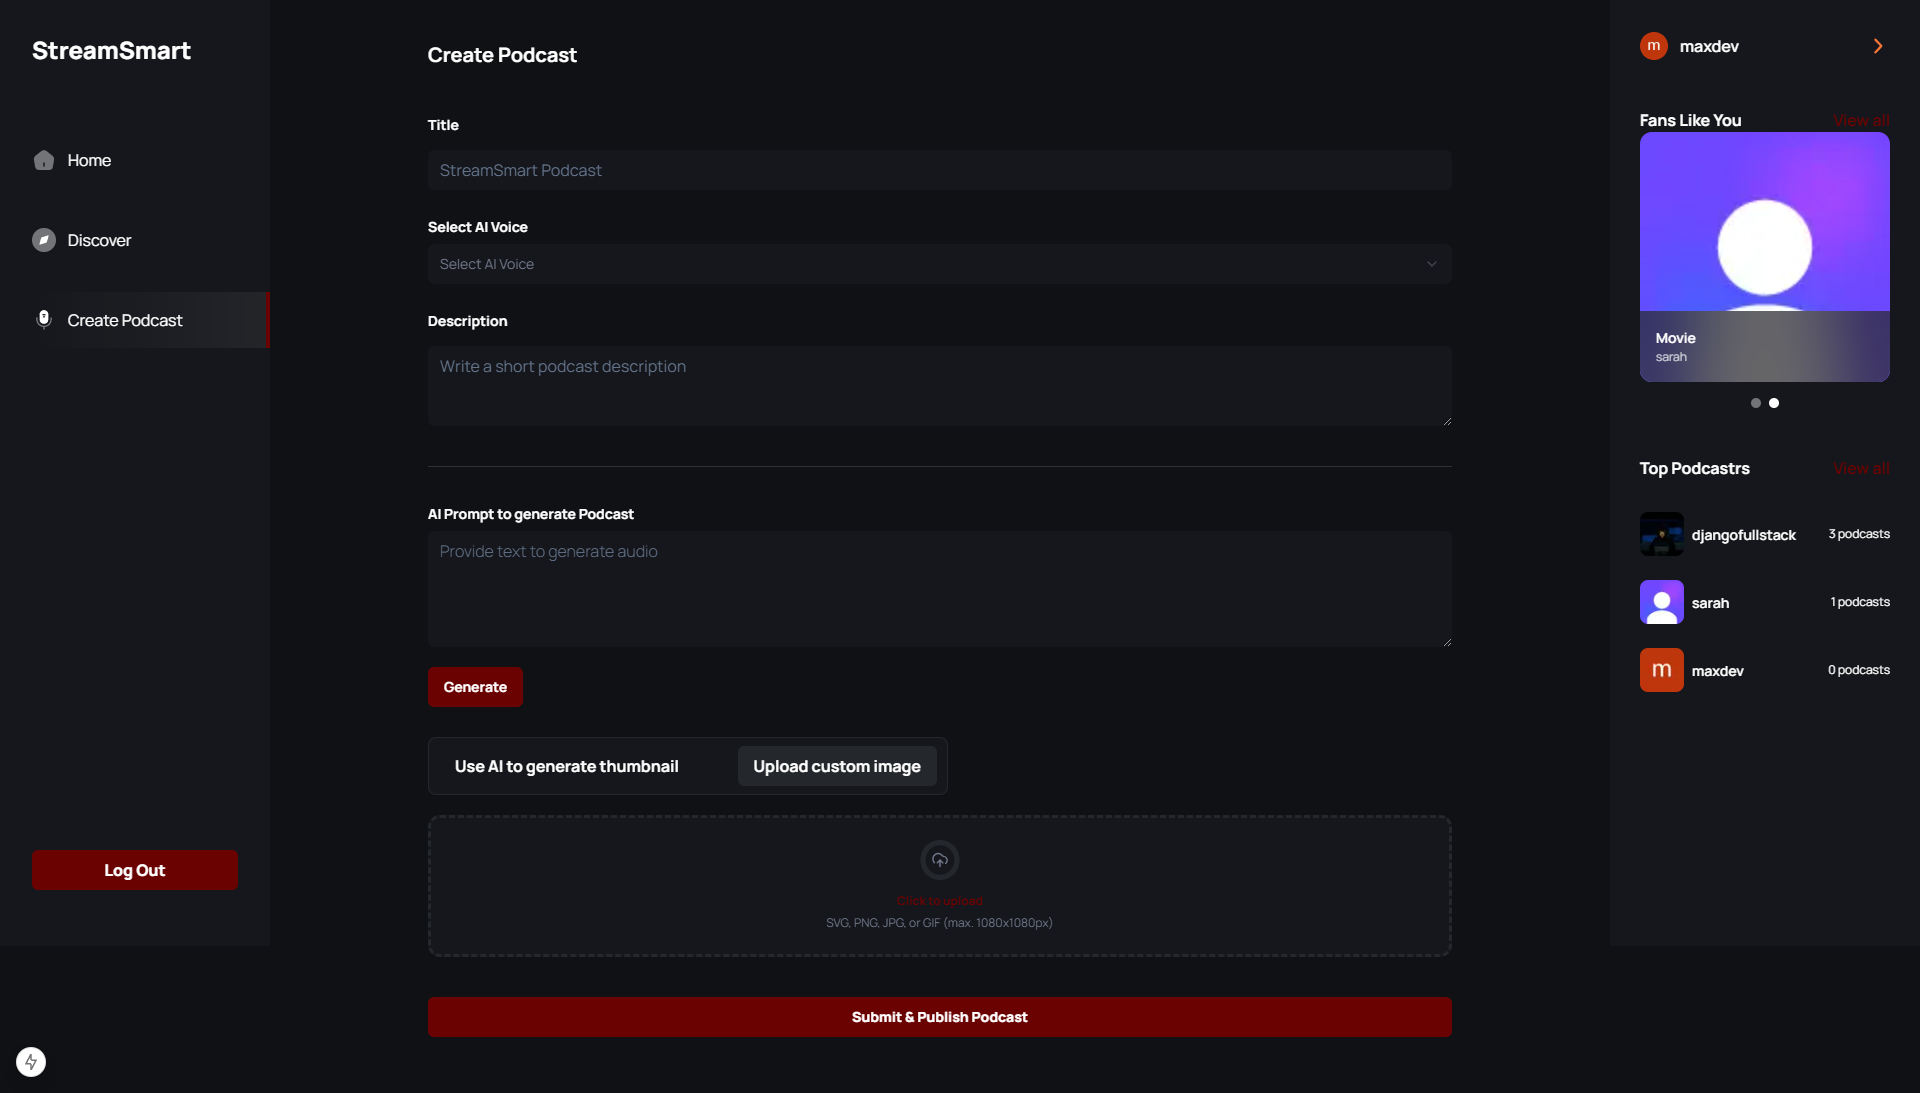 StreamSmart
Home
Discover
Create Podcast
Log Out
Create Podcast
Title
StreamSmart Podcast
Select AI Voice
Select AI Voice
Description
Write a short podcast description
AI Prompt to generate Podcast
Provide text to generate audio
Generate
Use AI to generate thumbnail
Upload custom image
Click to upload
SVG, PNG, JPG, or GIF (max. 1080x1080px)
Submit & Publish Podcast
m maxdev
Fans Like You View all
Movie
sarah
Top Podcastrs View all
djangofullstack 3 podcasts
sarah 1 podcasts
m maxdev 0 podcasts